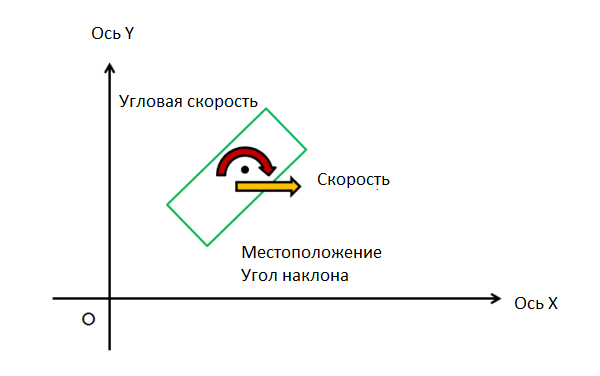 Ось Y
Угловая скорость
Скорость
Местоположение
Угол наклона
Ось X
O